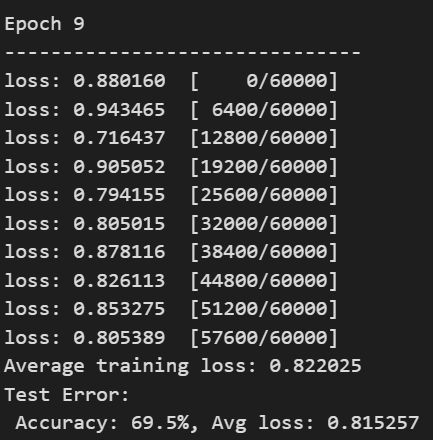 Epoch 9
-------------------------------
loss: 0.880160  [    0/60000]
loss: 0.943465  [ 6400/60000]
loss: 0.716437  [12800/60000]
loss: 0.905052  [19200/60000]
loss: 0.794155  [25600/60000]
loss: 0.805015  [32000/60000]
loss: 0.878116  [38400/60000]
loss: 0.826113  [44800/60000]
loss: 0.853275  [51200/60000]
loss: 0.805389  [57600/60000]
Average training loss: 0.822025
Test Error:
 Accuracy: 69.5%, Avg loss: 0.815257